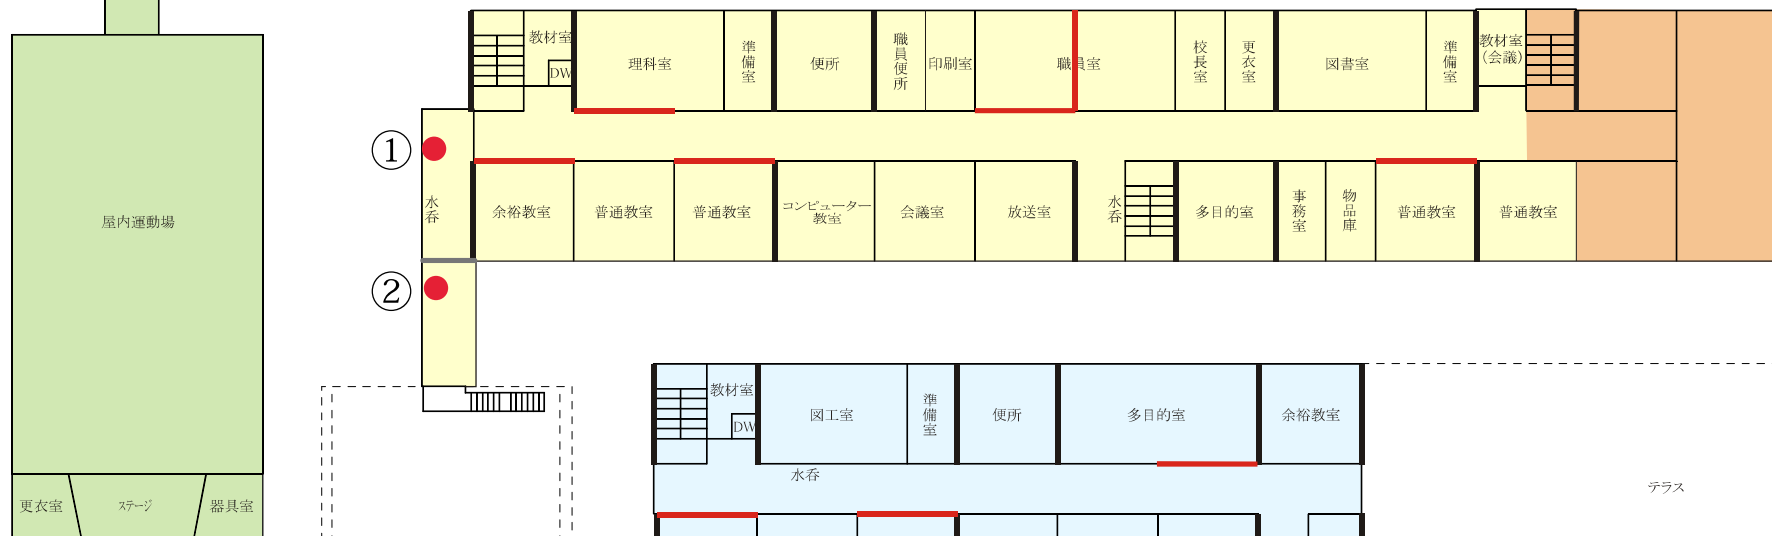 教材室
DW
理科室
準備室
便所
職員便所
印刷室
職員室
校長室
更衣室
図書室
準備室
教材室
(会議)
①
水呑
余裕教室
普通教室
普通教室
コンピューター
教室
会議室
放送室
水呑
多目的室
事務室
物品庫
普通教室
普通教室
屋内運動場
②
教材室
DW
図工室
準備室
便所
多目的室
余裕教室
水呑
テラス
更衣室
ステージ
器具室